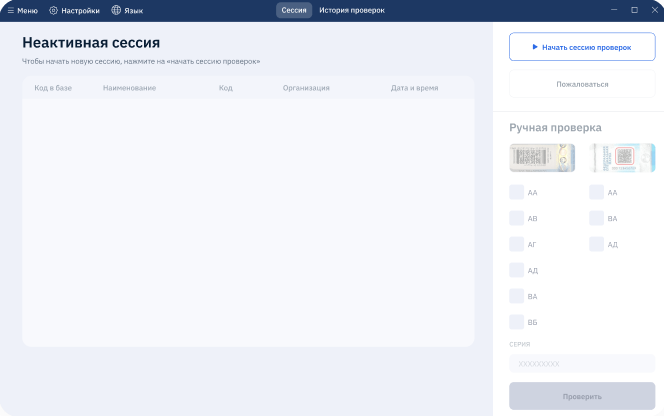 Меню
Настройки
Язык
Сессия
История проверок
Неактивная сессия
Чтобы начать новую сессию, нажмите на «начать сессию проверок»
Код в базе
Наименование
Код
Организация
Дата и время
Начать сессию проверок
Пожаловаться
Ручная проверка
АА
АА
АВ
ВА
АГ
АД
АД
ВА
ВБ
СЕРИЯ
XXXXXXXXX
Проверить